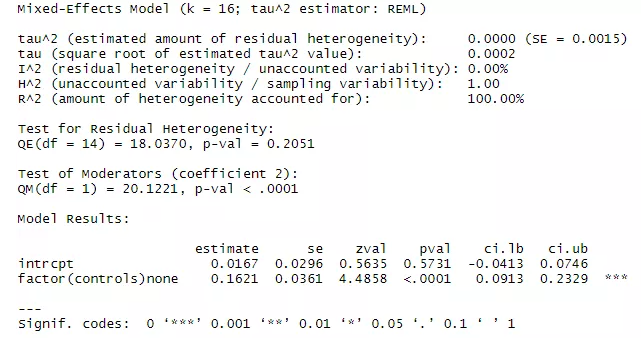 Mixed-Effects Model (k = 16; tau^2 estimator: REML)
tau^2 (estimated amount of residual heterogeneity): 0.0000 (SE = 0.0015)
tau (square root of estimated tau^2 value): 0.0002
I^2 (residual heterogeneity / unaccounted variability): 0.00%
H^2 (unaccounted variability / sampling variability): 1.00
R^2 (amount of heterogeneity accounted for): 100.00%
Test for Residual Heterogeneity:
QE(df = 14) = 18.0370, p-val = 0.2051
Test of Moderators (coefficient 2):
QM(df = 1) = 20.1221, p-val < .0001
Model Results:
estimate se zval pval ci.lb ci.ub
intrcpt 0.0167 0.0296 0.5635 0.5731 -0.0413 0.0746
factor(controls)none 0.1621 0.0361 4.4858 <.0001 0.0913 0.2329 ***
---
Signif. codes: 0 ‘***’ 0.001 ‘**’ 0.01 ‘*’ 0.05 ‘.’ 0.1 ‘ ’ 1